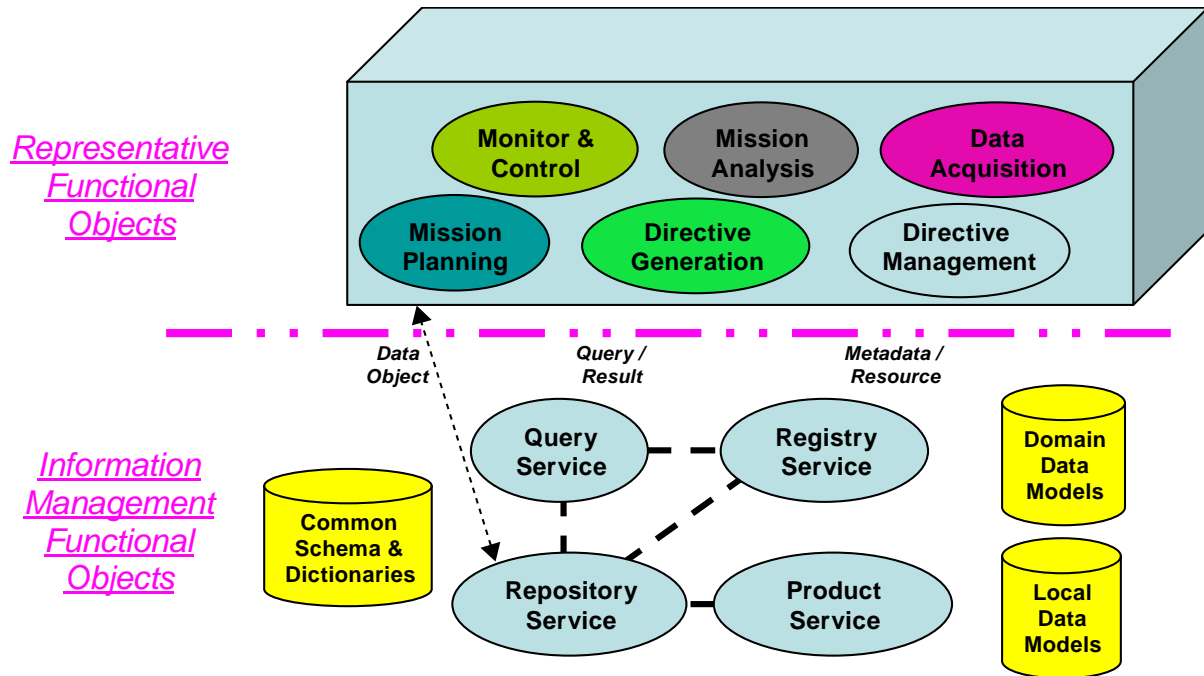 Representative
Functional
Objects
Monitor &
Control
Mission
Analysis
Data
Acquisition
Mission
Planning
Directive
Generation
Directive
Management
Data
Object
Query /
Result
Metadata /
Resource
Information
Management
Functional
Objects
Common
Schema &
Dictionaries
Query
Service
Registry
Service
Domain
Data
Models
Repository
Service
Product
Service
Local
Data
Models